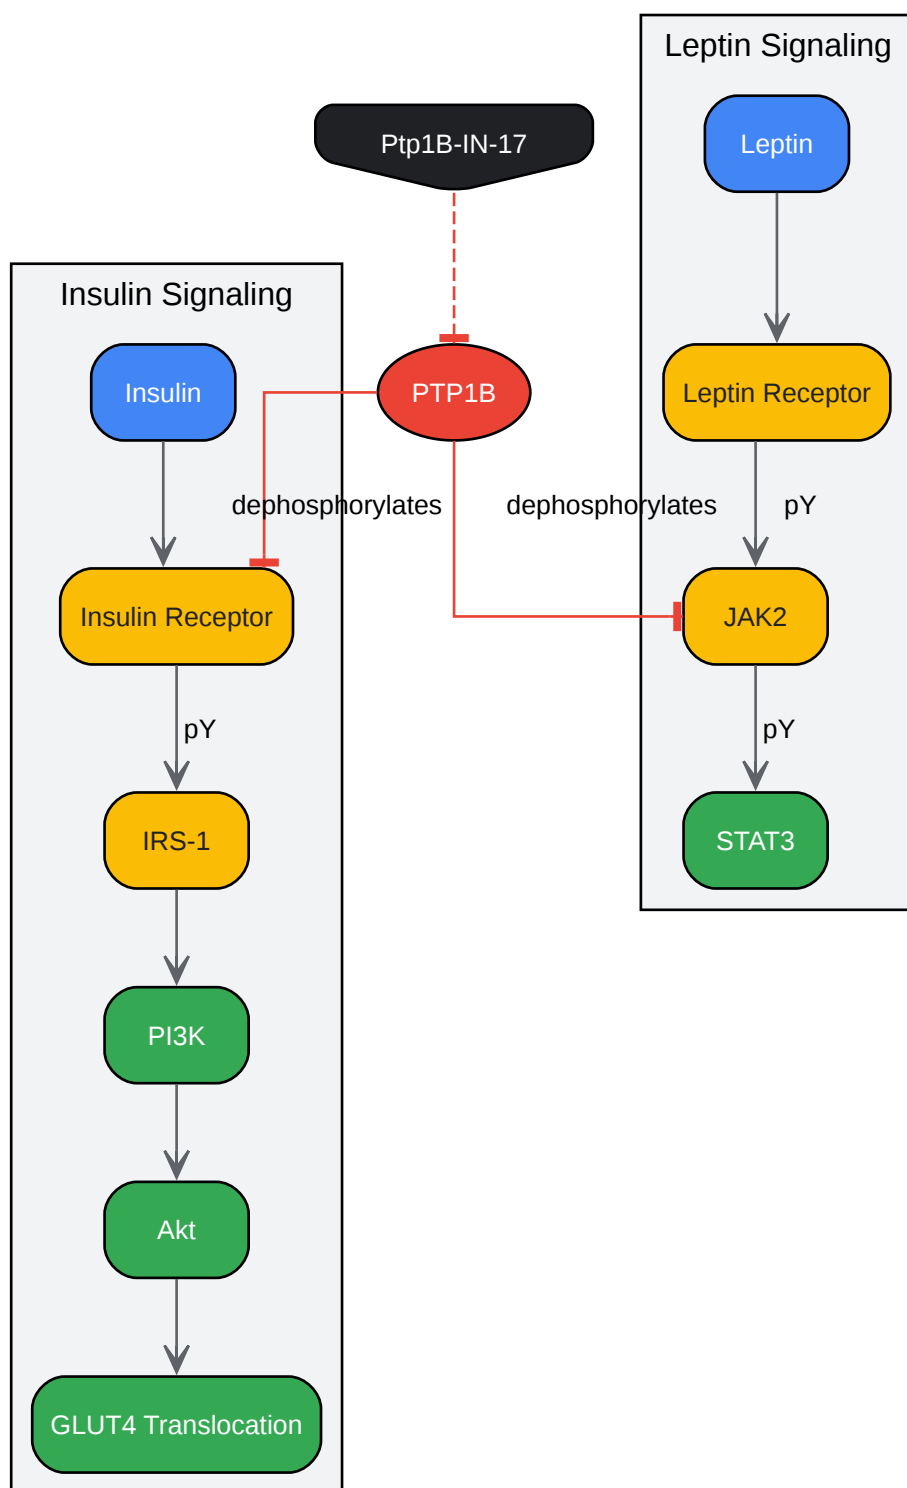 Leptin Signaling
Leptin
Ptp1B-IN-17
Insulin Signaling
Insulin
PTP1B
Leptin Receptor
dephosphorylates
dephosphorylates
pY
Insulin Receptor
JAK2
pY
pY
IRS-1
STAT3
PI3K
Akt
GLUT4 Translocation